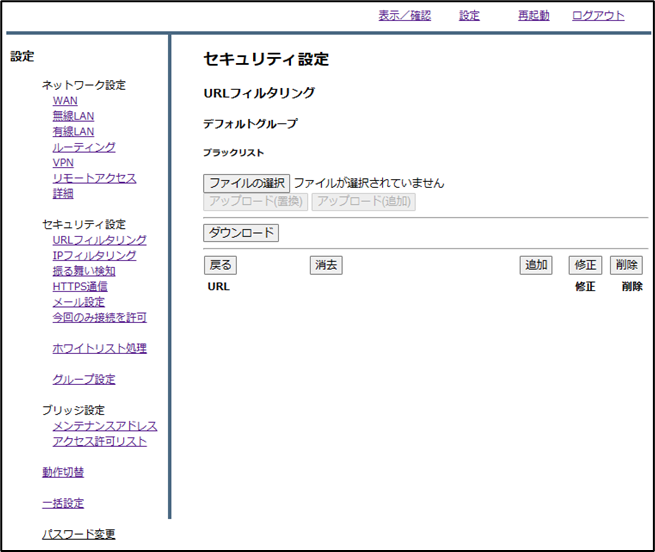 表示／確認 設定 再起動 ログアウト
設定
ネットワーク設定
WAN
無線LAN
有線LAN
ルーティング
VPN
リモートアクセス
詳細
セキュリティ設定
URLフィルタリング
IPフィルタリング
振る舞い検知
HTTPS通信
メール設定
今回のみ接続を許可
ホワイトリスト処理
グループ設定
ブリッジ設定
メンテナンスアドレス
アクセス許可リスト
動作切替
一括設定
パスワード変更
セキュリティ設定
URLフィルタリング
デフォルトグループ
ブラックリスト
ファイルの選択 ファイルが選択されていません
アップロード(置換) アップロード(追加)
ダウンロード
戻る 消去 追加 修正 削除
URL 修正 削除